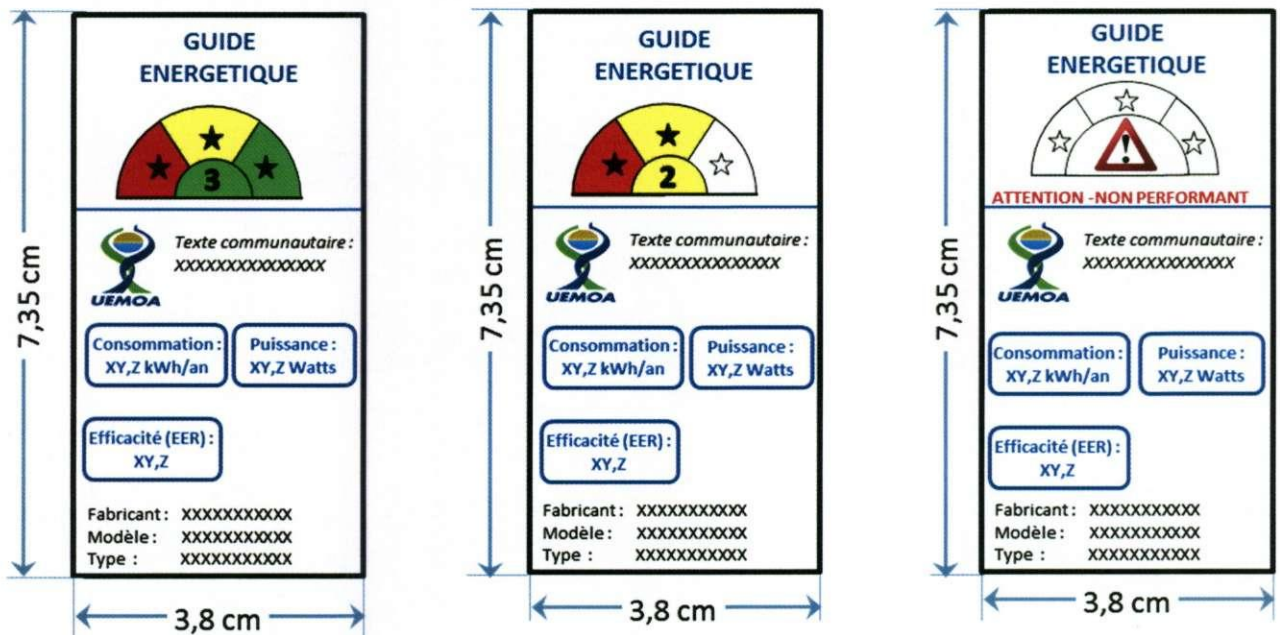 GUIDE
ENERGETIQUE
3
UEMOA
Texte communautaire :
XXXXXXXXXXXXXXX
Consommation :
XY,Z kWh/an
Puissance :
XY,Z Watts
Efficacité (EER) :
XY,Z
Fabricant : XXXXXXXXXXX
Modèle : XXXXXXXXXXX
Type : XXXXXXXXXXX
7,35 cm
3,8 cm
GUIDE
ENERGETIQUE
2
UEMOA
Texte communautaire :
XXXXXXXXXXXXXXX
Consommation :
XY,Z kWh/an
Puissance :
XY,Z Watts
Efficacité (EER) :
XY,Z
Fabricant : XXXXXXXXXXX
Modèle : XXXXXXXXXXX
Type : XXXXXXXXXXX
7,35 cm
3,8 cm
GUIDE
ENERGETIQUE
!
ATTENTION -NON PERFORMANT
UEMOA
Texte communautaire :
XXXXXXXXXXXXXXX
Consommation :
XY,Z kWh/an
Puissance :
XY,Z Watts
Efficacité (EER) :
XY,Z
Fabricant : XXXXXXXXXXX
Modèle : XXXXXXXXXXX
Type : XXXXXXXXXXX
7,35 cm
3,8 cm